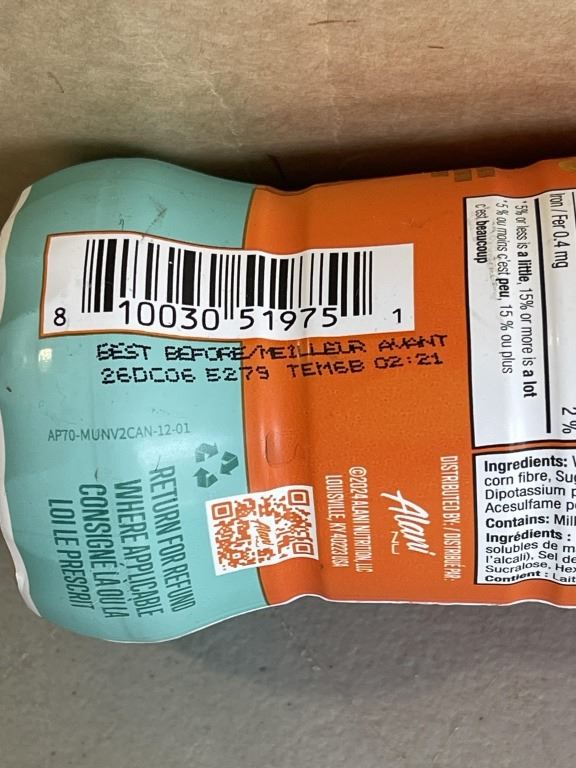 8 10030 51975 1
BEST BEFORE/MEILLEUR AVANT
26DC06 E279 TEM6B 02:21
AP70-MUNV2CAN-12-01
RETURN FOR REFUND
WHERE APPLICABLE
CONSIGNÉ LÀ OÙ LA
LOI LE PRESCRIT
DISTRIBUTED BY: / DISTRIBUÉ PAR:
Alani
NU
©2024 ALANI NUTRITION, LLC
LOUISVILLE, KY 40223 USA
Iron / Fer 0.4 mg
2 %
*5% or less is a little, 15% or more is a lot
*5 % ou moins c'est peu, 15 % ou plus
c'est beaucoup
Ingredients:
corn fibre,
Dipotassium
Acesulfame
Contains:
Ingrédients :
solubles de
l'alcali), Sel de
Sucralose,
Contient : Lait